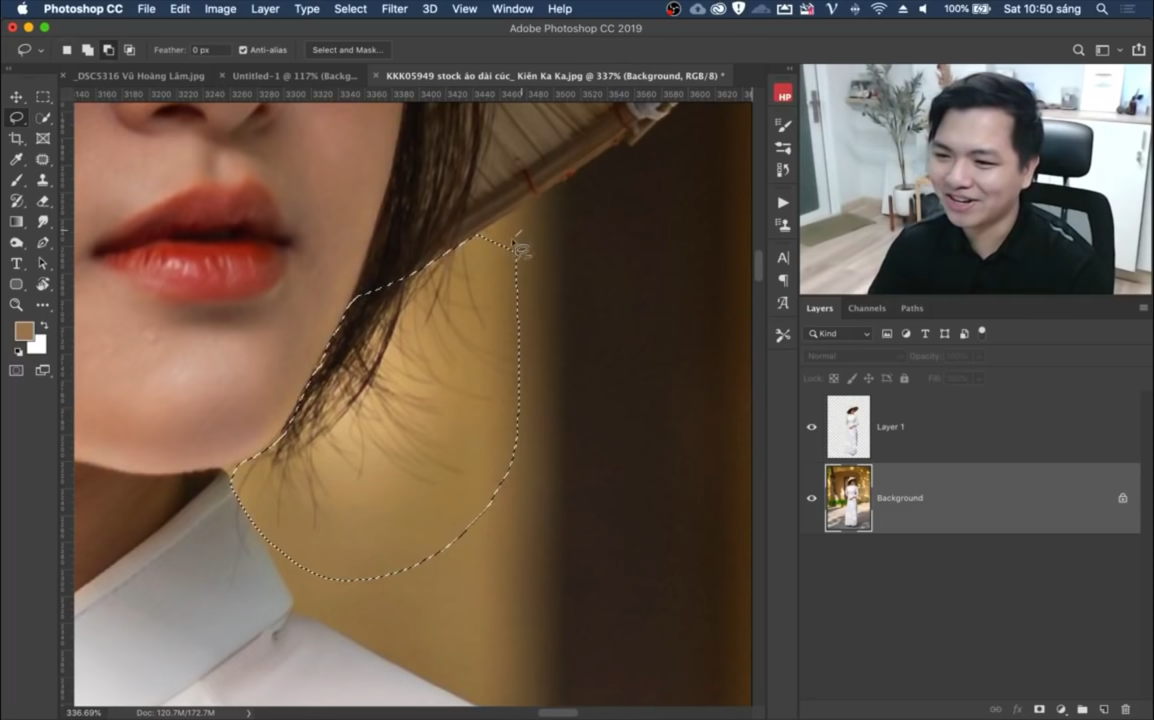 Photoshop CC File Edit Image Layer Type Select Filter 3D View Window Help 100% Sat 10:50 sáng
Adobe Photoshop CC 2019
Feather: 0 px Anti-alias Select and Mask...
_DSC5316 Vũ Hoàng Lâm.jpg Untitled-1 @ 117% (Backg... KKK05949 stock áo dài cúc_ Kiên Ka Ka.jpg @ 337% (Background, RGB/8) *
3160 3180 3200 3220 3240 3260 3280 3300 3320 3340 3360 3380 3400 3420 3440 3460 3480 3500 3520 3540 3560 3580 3600 3620 3640
HP
Layers Channels Paths
Kind
Normal Opacity: 100%
Lock: Fill: 100%
Layer 1
Background
336.69% Doc: 120.7M/172.7M